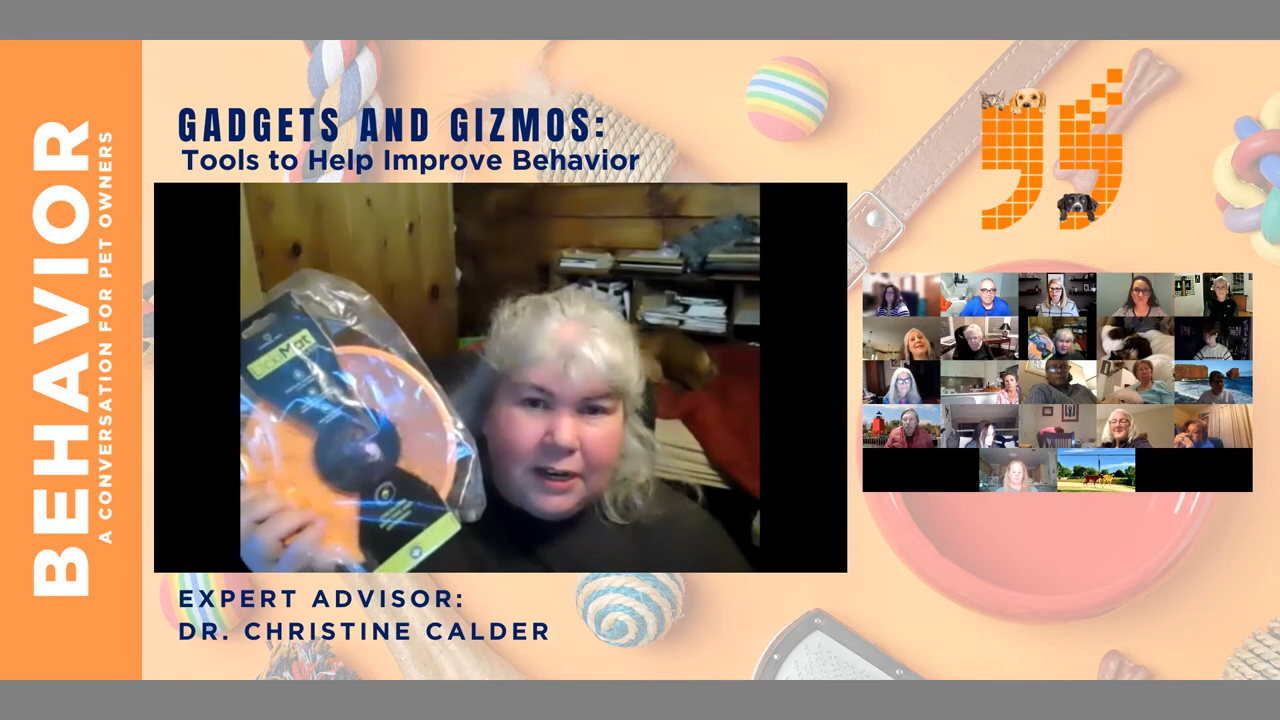 BEHAVIOR
A CONVERSATION FOR PET OWNERS
GADGETS AND GIZMOS:
Tools to Help Improve Behavior
LickiMat
EXPERT ADVISOR:
DR. CHRISTINE CALDER